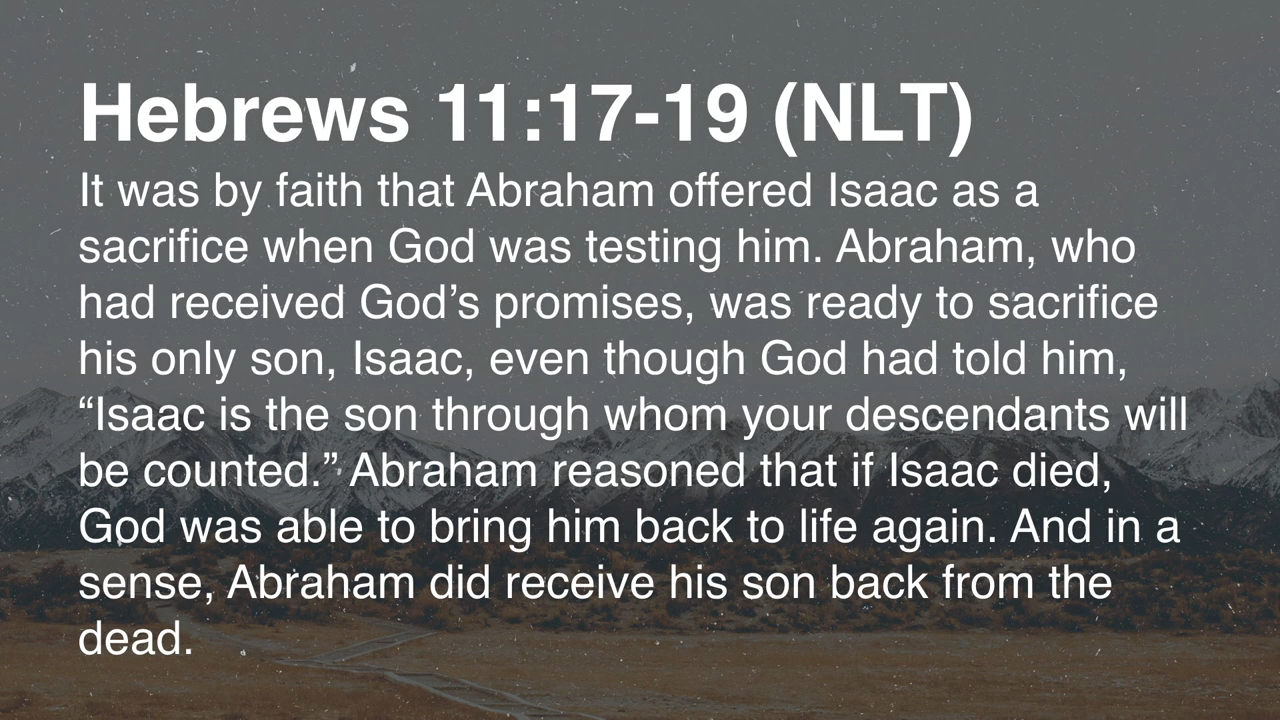 Hebrews 11:17-19 (NLT)
It was by faith that Abraham offered Isaac as a
sacrifice when God was testing him. Abraham, who
had received God’s promises, was ready to sacrifice
his only son, Isaac, even though God had told him,
“Isaac is the son through whom your descendants will
be counted.” Abraham reasoned that if Isaac died,
God was able to bring him back to life again. And in a
sense, Abraham did receive his son back from the
dead.